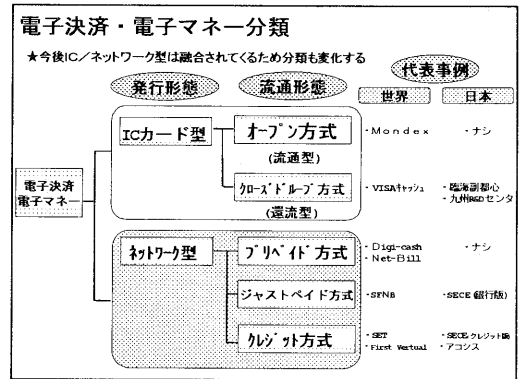 電子決済・電子マネー分類
★今後IC/ネットワーク型は融合されてくるため分類も変化する
発行形態
流通形態
代表事例
世界
日本
電子決済
電子マネー
ICカード型
オープン方式
(流通型)
・Mondex
・ナシ
クローズドループ方式
(還流型)
・VISAキャッシュ
・臨海副都心
・九州R&Dセンタ
ネットワーク型
プリペイド方式
・Digi-cash
・Net-Bill
・ナシ
ジャストペイド方式
・SFNB
・SECE(銀行版)
クレジット方式
・SET
・First Vertual
・SECEクレジット版
・アコシス